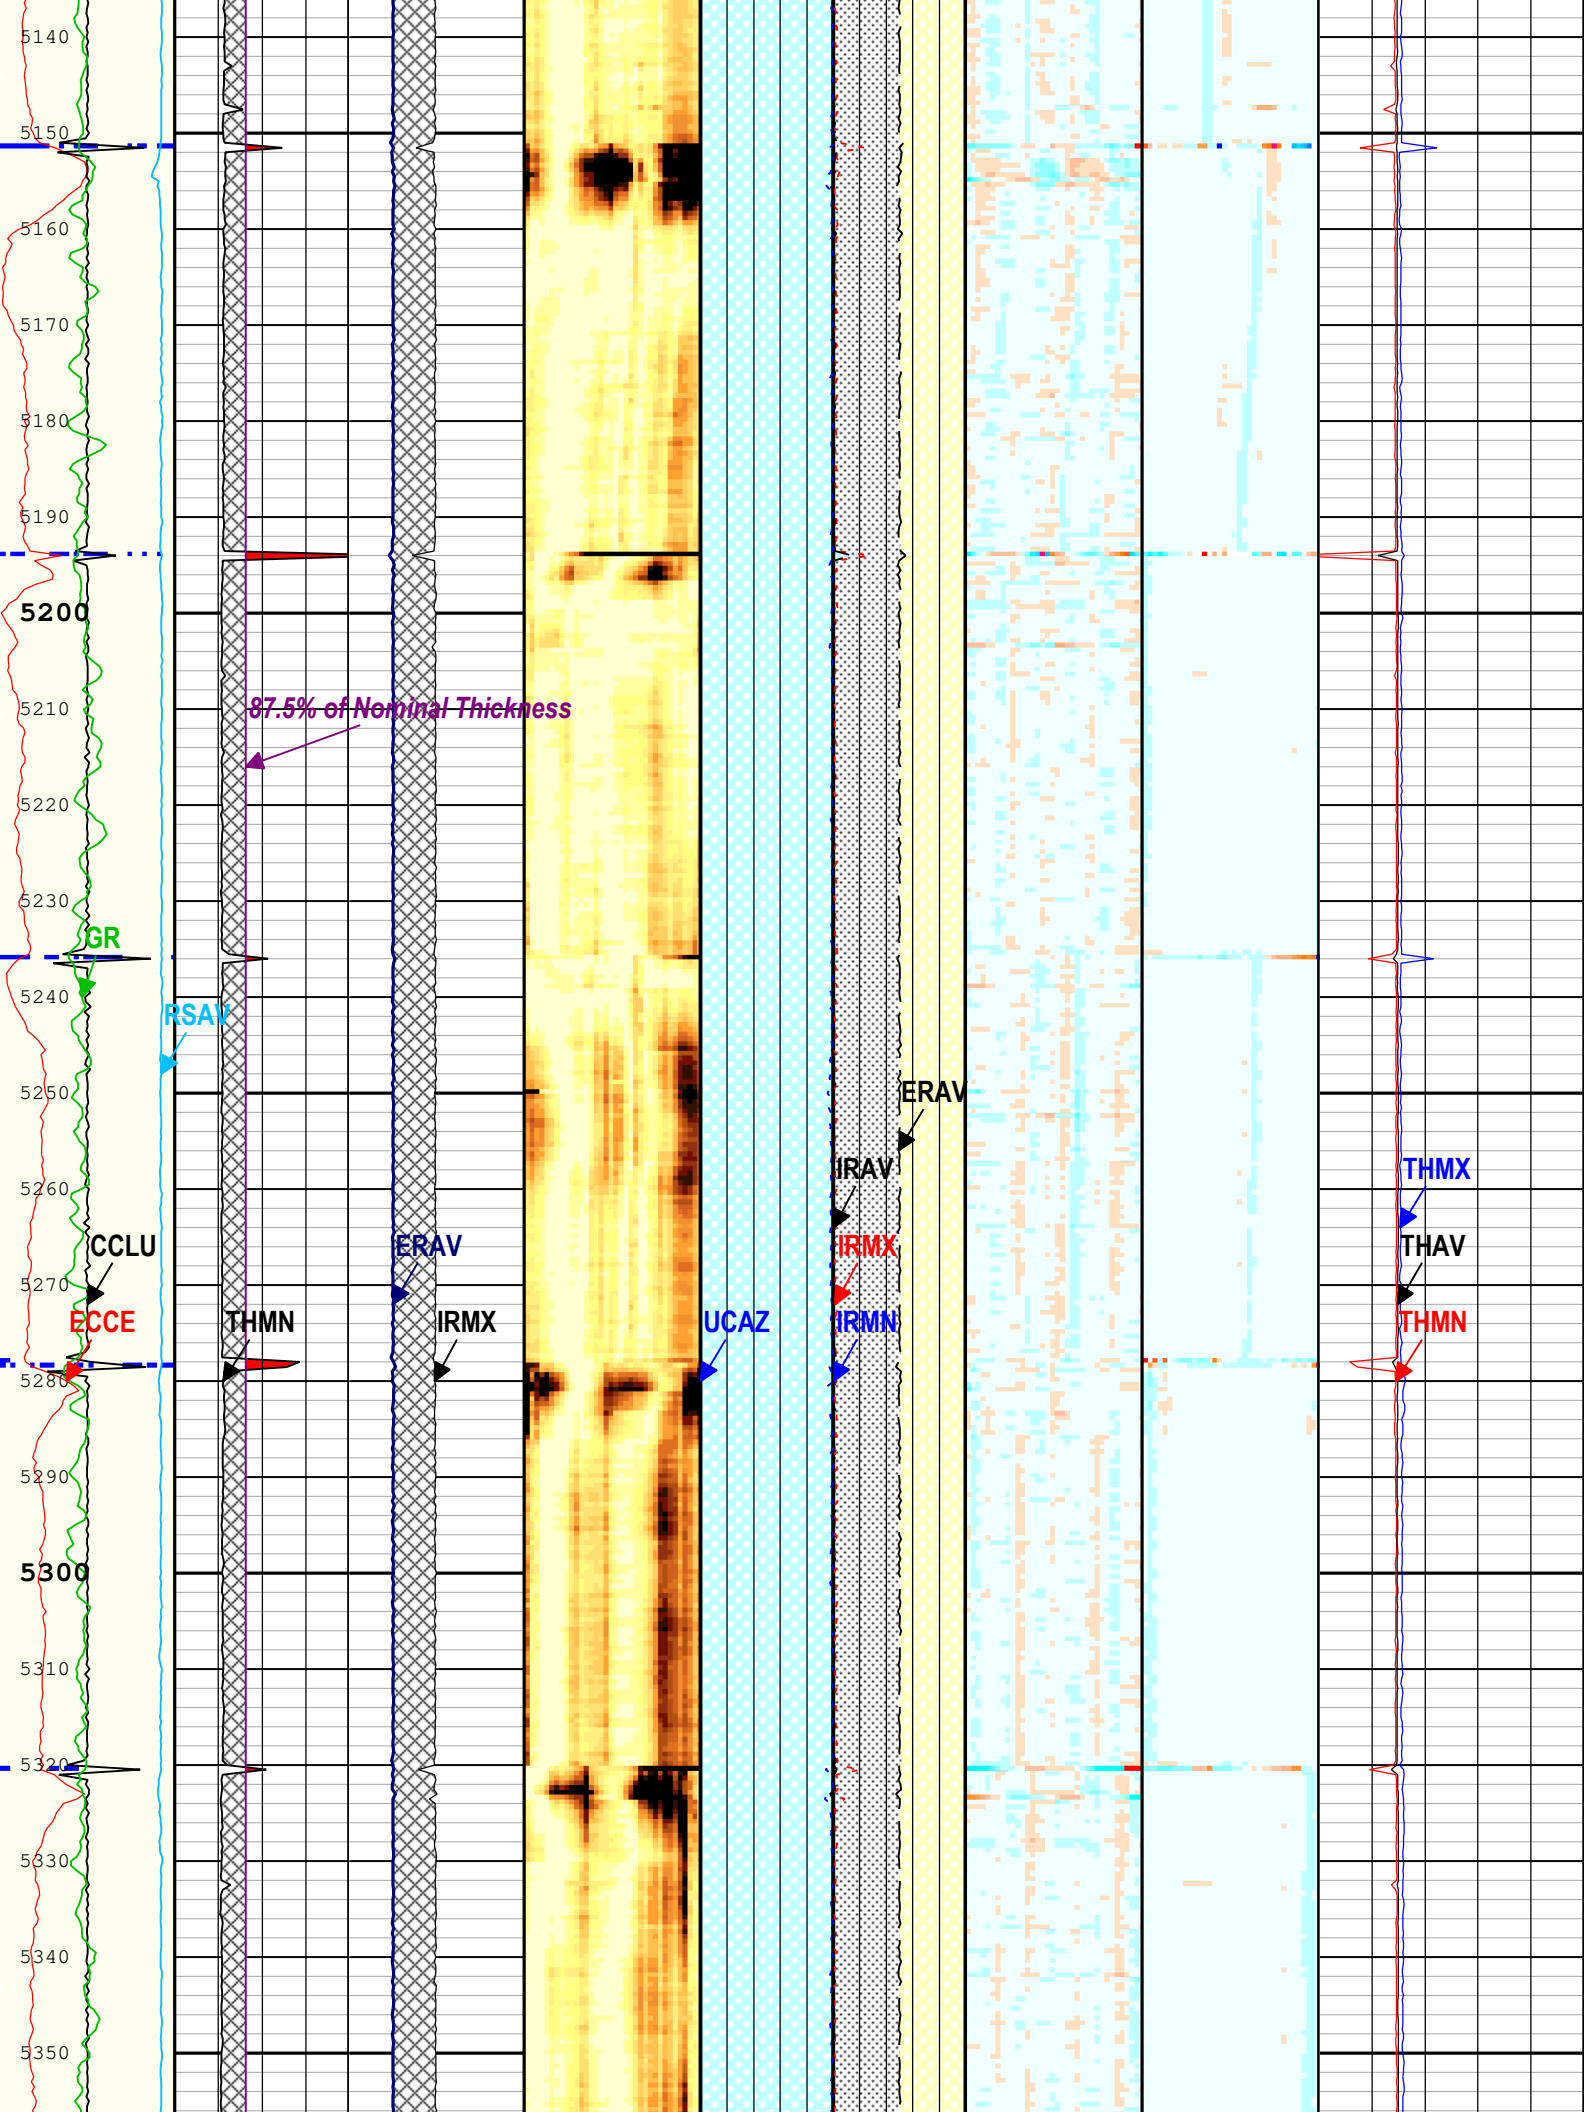 5140
5150
5160
5170
5180
5190
5200
87.5% of Nominal Thickness
5210
5220
5230
GR
5240
RSAV
5250
ERAV
IRAV
THMX
5260
CCLU
ERAV
IRMX
THAV
5270
ECCE
THMN
IRMX
UCAZ
IRMN
THMN
5280
5290
5300
5310
5320
5330
5340
5350